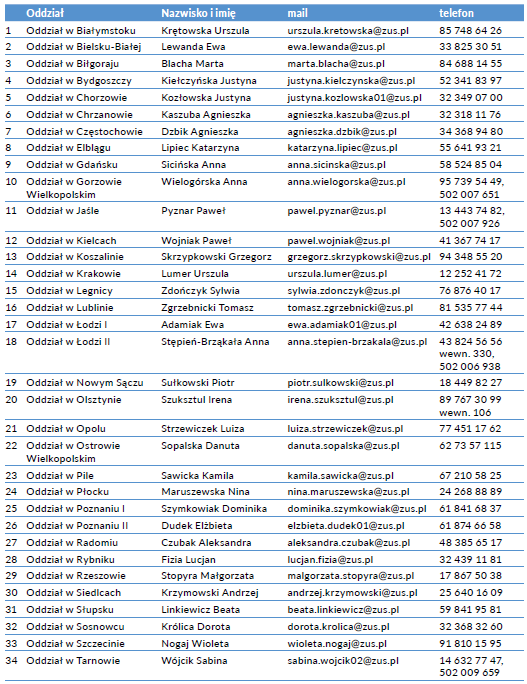 Oddział Nazwisko i imię mail telefon
1 Oddział w Białymstoku Krętowska Urszula urszula.kretowska@zus.pl 85 748 64 26
2 Oddział w Bielsku-Białej Lewanda Ewa ewa.lewanda@zus.pl 33 825 30 51
3 Oddział w Biłgoraju Blacha Marta marta.blacha@zus.pl 84 688 14 55
4 Oddział w Bydgoszczy Kiełczyńska Justyna justyna.kielczynska@zus.pl 52 341 83 97
5 Oddział w Chorzowie Kozłowska Justyna justyna.kozlowska01@zus.pl 32 349 07 00
6 Oddział w Chrzanowie Kaszuba Agnieszka agnieszka.kaszuba@zus.pl 32 318 11 76
7 Oddział w Częstochowie Dzbik Agnieszka agnieszka.dzbik@zus.pl 34 368 94 80
8 Oddział w Elblągu Lipiec Katarzyna katarzyna.lipiec@zus.pl 55 641 93 21
9 Oddział w Gdańsku Sicińska Anna anna.sicinska@zus.pl 58 524 85 04
10 Oddział w Gorzowie Wielogórska Anna anna.wielogorska@zus.pl 95 739 54 49,
Wielkopolskim 502 007 651
11 Oddział w Jaśle Pyznar Paweł pawel.pyznar@zus.pl 13 443 74 82,
502 007 926
12 Oddział w Kielcach Wojniak Paweł pawel.wojniak@zus.pl 41 367 74 17
13 Oddział w Koszalinie Skrzypkowski Grzegorz grzegorz.skrzypkowski@zus.pl 94 348 55 20
14 Oddział w Krakowie Lumer Urszula urszula.lumer@zus.pl 12 252 41 72
15 Oddział w Legnicy Zdończyk Sylwia sylwia.zdonczyk@zus.pl 76 876 40 17
16 Oddział w Lublinie Zgrzebnicki Tomasz tomasz.zgrzebnicki@zus.pl 81 535 77 44
17 Oddział w Łodzi I Adamiak Ewa ewa.adamiak01@zus.pl 42 638 24 89
18 Oddział w Łodzi II Stępień-Brząkała Anna anna.stepien-brzakala@zus.pl 43 824 56 56
wewn. 330,
502 006 938
19 Oddział w Nowym Sączu Sułkowski Piotr piotr.sulkowski@zus.pl 18 449 82 27
20 Oddział w Olsztynie Szuksztul Irena irena.szuksztul@zus.pl 89 767 30 99
wewn. 106
21 Oddział w Opolu Strzewiczek Luiza luiza.strzewiczek@zus.pl 77 451 17 62
22 Oddział w Ostrowie Sopalska Danuta danuta.sopalska@zus.pl 62 73 57 115
Wielkopolskim
23 Oddział w Pile Sawicka Kamila kamila.sawicka@zus.pl 67 210 58 25
24 Oddział w Płocku Maruszewska Nina nina.maruszewska@zus.pl 24 268 88 89
25 Oddział w Poznaniu I Szymkowiak Dominika dominika.szymkowiak@zus.pl 61 841 68 37
26 Oddział w Poznaniu II Dudek Elżbieta elzbieta.dudek01@zus.pl 61 874 66 58
27 Oddział w Radomiu Czubak Aleksandra aleksandra.czubak@zus.pl 48 385 65 17
28 Oddział w Rybniku Fizia Lucjan lucjan.fizia@zus.pl 32 439 11 81
29 Oddział w Rzeszowie Stopyra Małgorzata malgorzata.stopyra@zus.pl 17 867 50 38
30 Oddział w Siedlcach Krzymowski Andrzej andrzej.krzymowski@zus.pl 25 640 16 09
31 Oddział w Słupsku Linkiewicz Beata beata.linkiewicz@zus.pl 59 841 95 81
32 Oddział w Sosnowcu Królica Dorota dorota.krolica@zus.pl 32 368 32 60
33 Oddział w Szczecinie Nogaj Wioleta wioleta.nogaj@zus.pl 91 810 15 95
34 Oddział w Tarnowie Wójcik Sabina sabina.wojcik02@zus.pl 14 632 77 47,
502 009 659